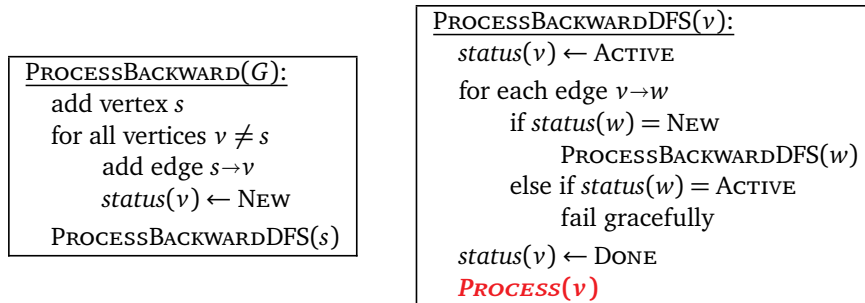 PROCESSBACKWARD(G):
add vertex s
for all vertices v ≠ s
add edge s→v
status(v) ← NEW
PROCESSBACKWARDDFS(s)
PROCESSBACKWARDDFS(v):
status(v) ← ACTIVE
for each edge v→w
if status(w) = NEW
PROCESSBACKWARDDFS(w)
else if status(w) = ACTIVE
fail gracefully
status(v) ← DONE
PROCESS(v)